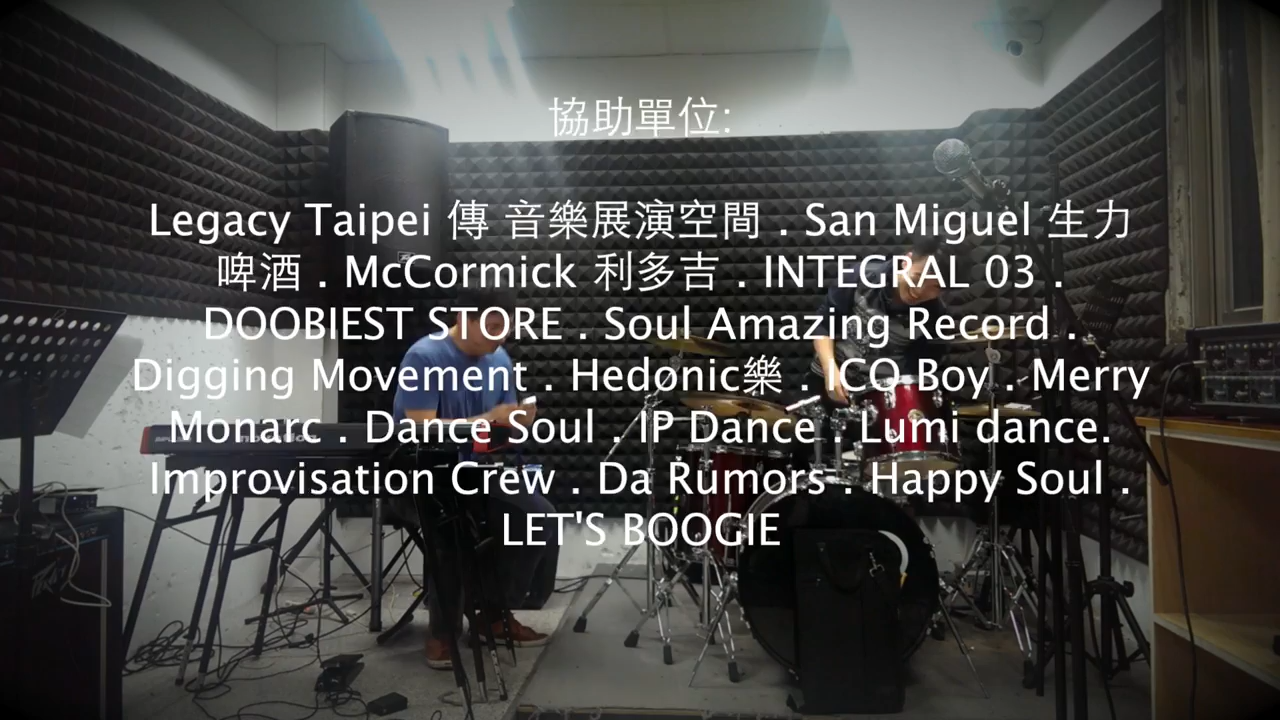 協助單位:
Legacy Taipei 傳 音樂展演空間 . San Miguel 生力
啤酒 . McCormick 利多吉 . INTEGRAL 03 .
DOOBIEST STORE . Soul Amazing Record .
Digging Movement . Hedonic樂 . ICQ Boy . Merry
Monarc . Dance Soul . IP Dance . Lumi dance.
Improvisation Crew . Da Rumors . Happy Soul .
LET'S BOOGIE